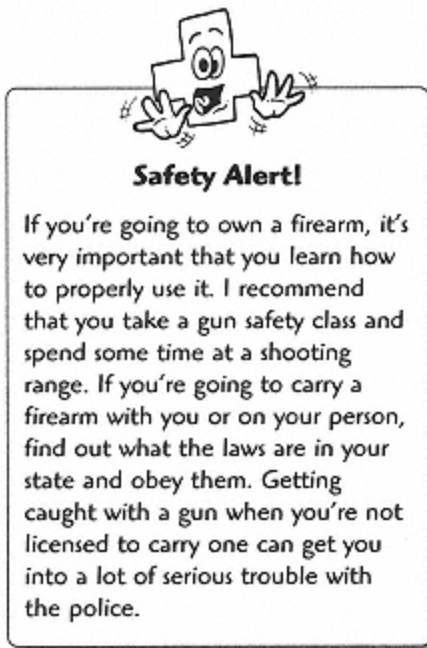 Safety Alert!
If you're going to own a firearm, it's
very important that you learn how
to properly use it. I recommend
that you take a gun safety class and
spend some time at a shooting
range. If you're going to carry a
firearm with you or on your person,
find out what the laws are in your
state and obey them. Getting
caught with a gun when you're not
licensed to carry one can get you
into a lot of serious trouble with
the police.